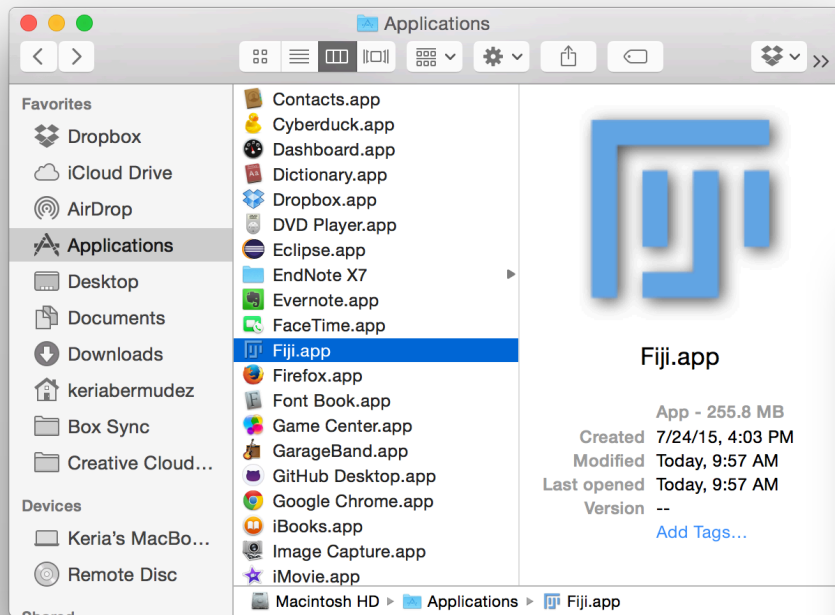 Applications
Favorites
Dropbox
iCloud Drive
AirDrop
Applications
Desktop
Documents
Downloads
keriabermudez
Box Sync
Creative Cloud...
Devices
Keria's MacBo...
Remote Disc
Shared
Contacts.app
Cyberduck.app
Dashboard.app
Dictionary.app
Dropbox.app
DVD Player.app
Eclipse.app
EndNote X7
Evernote.app
FaceTime.app
Fiji.app
Firefox.app
Font Book.app
Game Center.app
GarageBand.app
GitHub Desktop.app
Google Chrome.app
iBooks.app
Image Capture.app
iMovie.app
Fiji.app
App - 255.8 MB
Created 7/24/15, 4:03 PM
Modified Today, 9:57 AM
Last opened Today, 9:57 AM
Version --
Add Tags...
Macintosh HD ▸ Applications ▸ Fiji.app